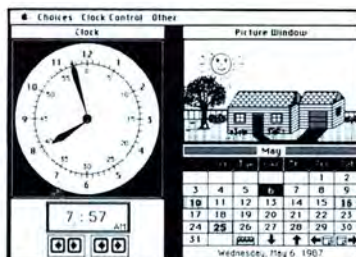 Choices Clock Control Other
Clock
12
11
1
10
2
9
3
8
4
7
5
6
7:57
AM
Picture Window
May
1 2
3 4 5 6 7 8 9
10 11 12 13 14 15 16
17 18 19 20 21 22 23
24 25 26 27 28 29 30
31
Wednesday, May 6, 1987